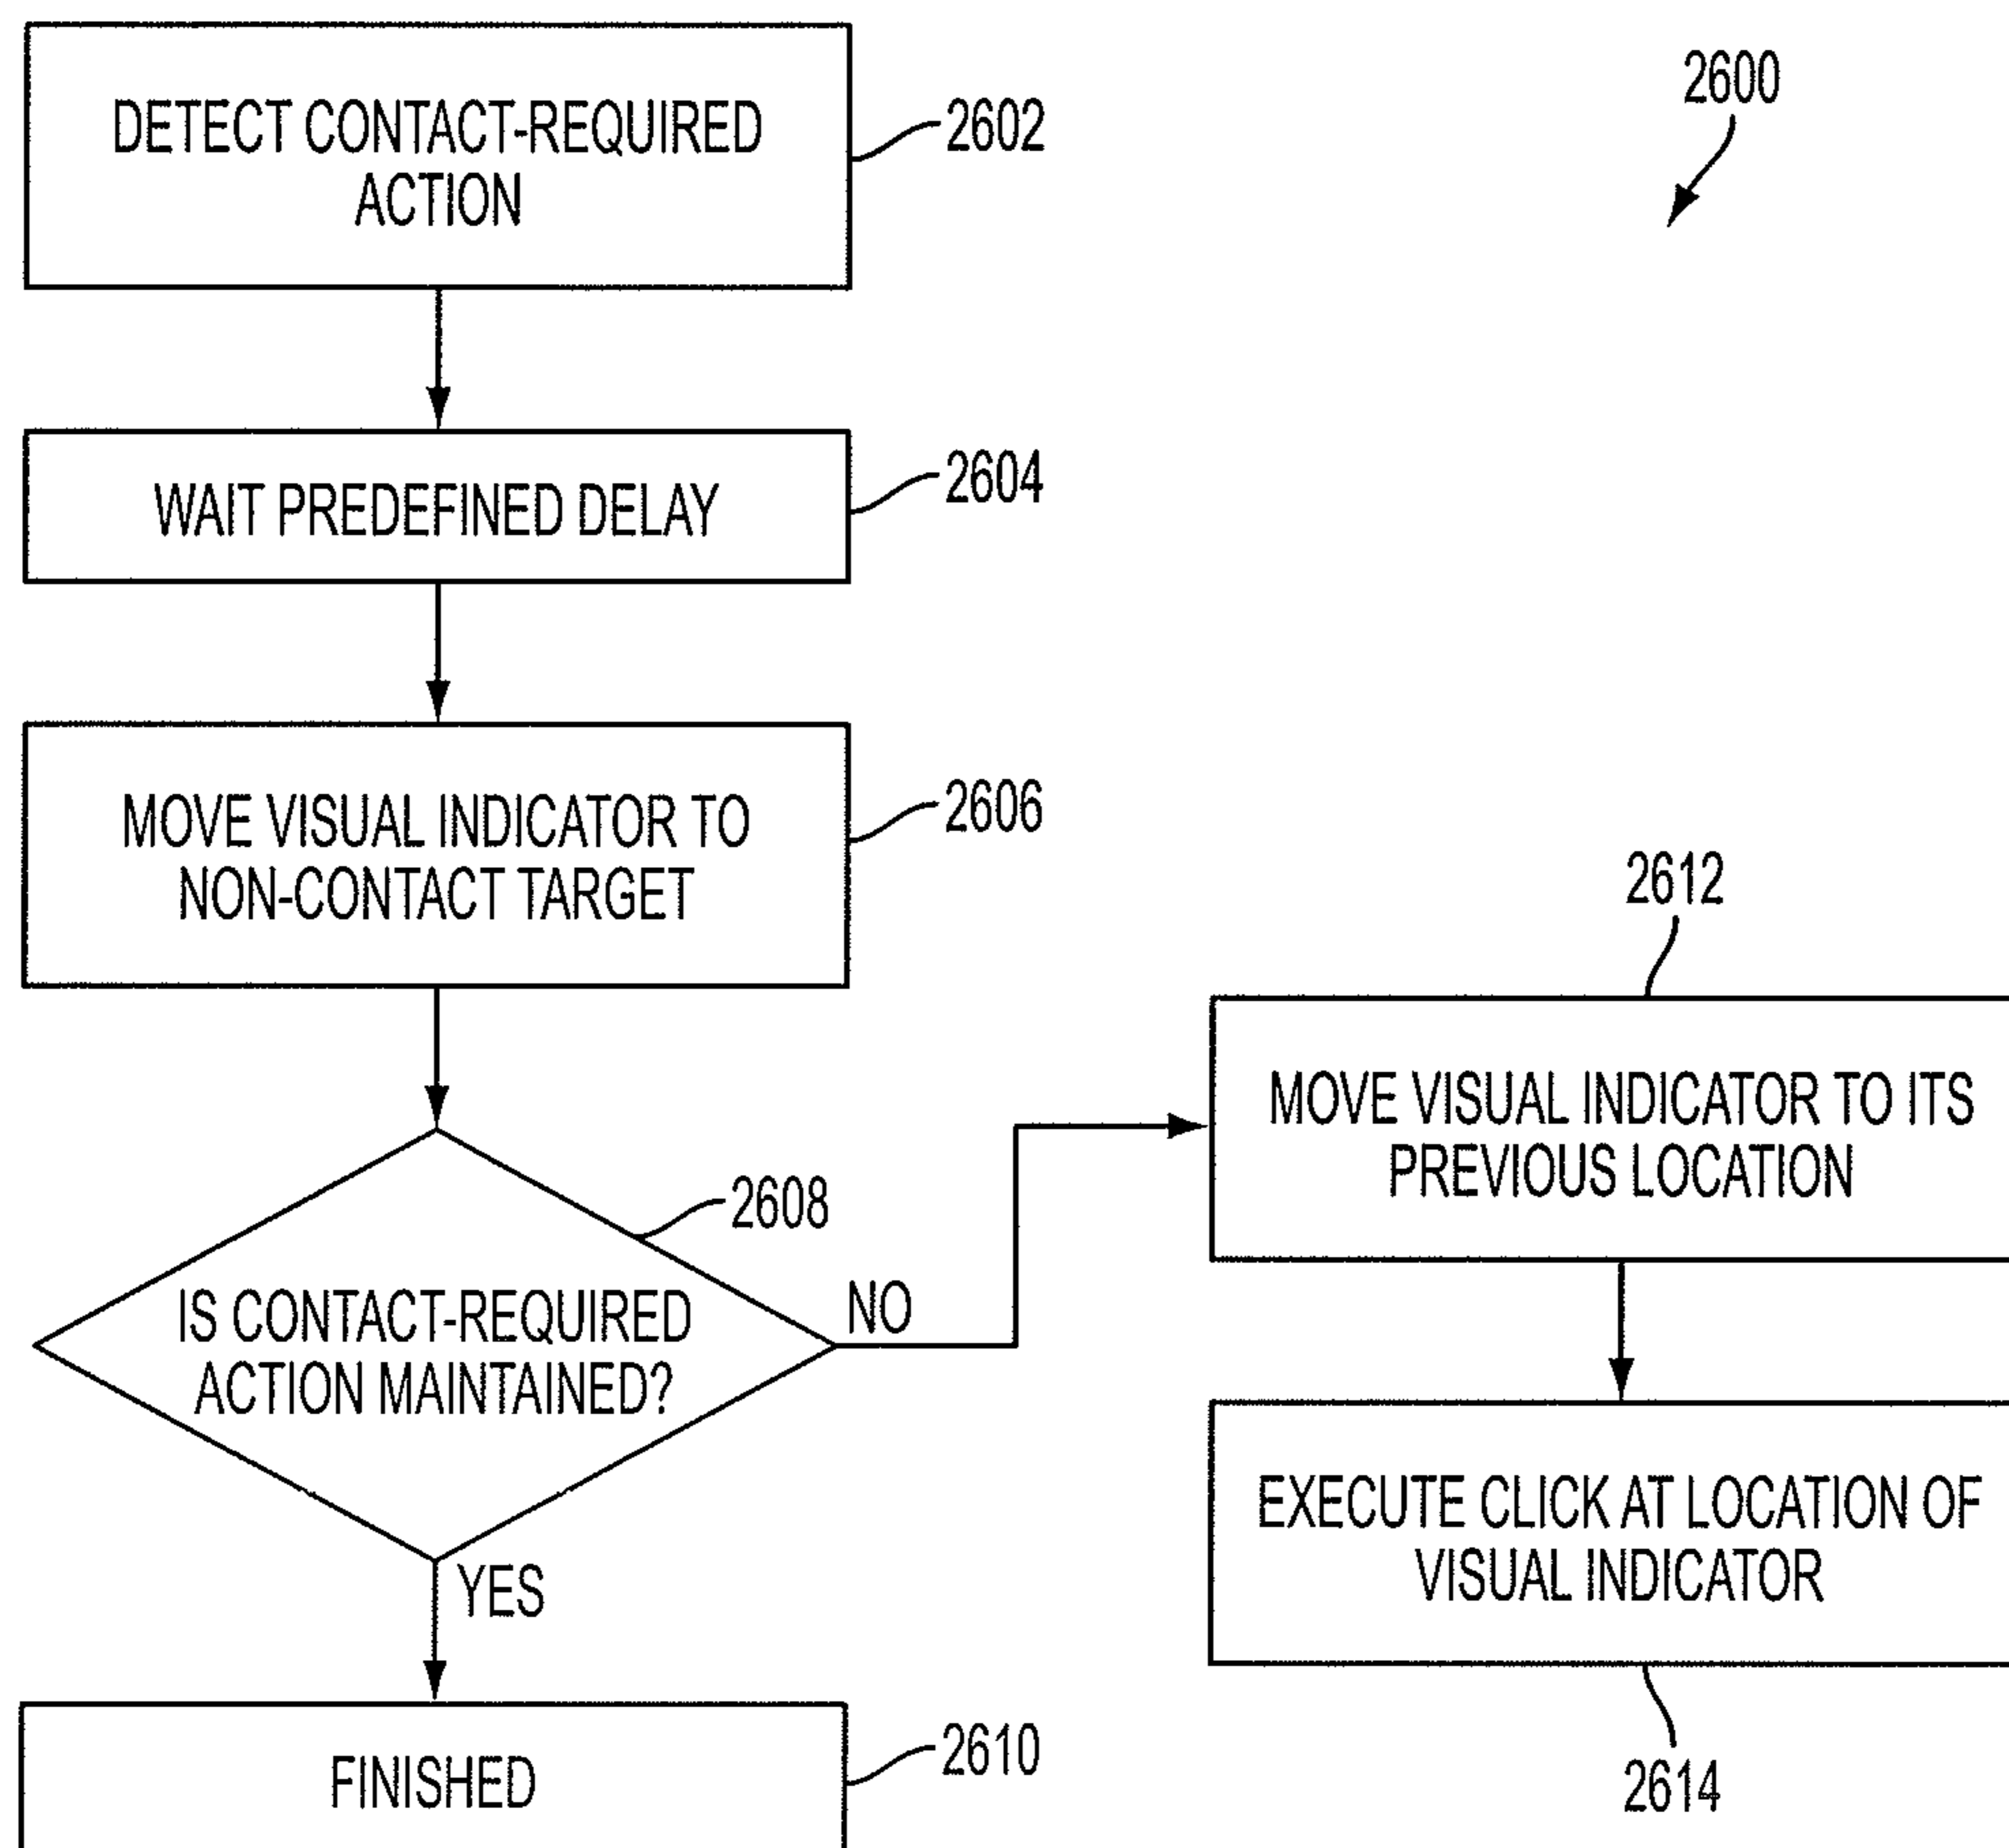 DETECT CONTACT-REQUIRED
ACTION
2602
2600
WAIT PREDEFINED DELAY
2604
MOVE VISUAL INDICATOR TO
NON-CONTACT TARGET
2606
2608
IS CONTACT-REQUIRED
ACTION MAINTAINED?
NO
YES
FINISHED
2610
2612
MOVE VISUAL INDICATOR TO ITS
PREVIOUS LOCATION
EXECUTE CLICK AT LOCATION OF
VISUAL INDICATOR
2614